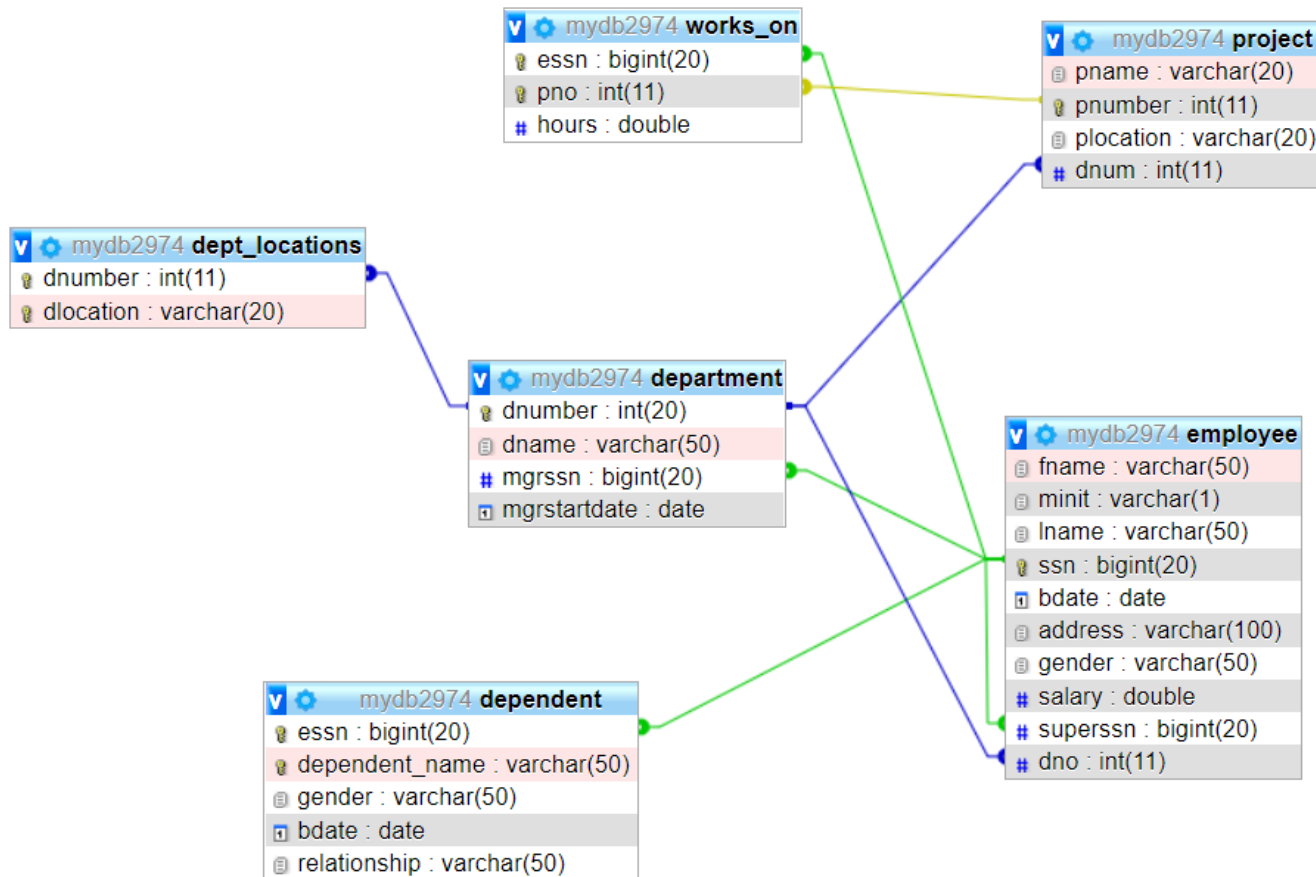 mydb2974 works_on
essn : bigint(20)
pno : int(11)
hours : double
mydb2974 project
pname : varchar(20)
pnumber : int(11)
plocation : varchar(20)
dnum : int(11)
mydb2974 dept_locations
dnumber : int(11)
dlocation : varchar(20)
mydb2974 department
dnumber : int(20)
dname : varchar(50)
mgrssn : bigint(20)
mgrstartdate : date
mydb2974 employee
fname : varchar(50)
minit : varchar(1)
lname : varchar(50)
ssn : bigint(20)
bdate : date
address : varchar(100)
gender : varchar(50)
salary : double
superssn : bigint(20)
dno : int(11)
mydb2974 dependent
essn : bigint(20)
dependent_name : varchar(50)
gender : varchar(50)
bdate : date
relationship : varchar(50)